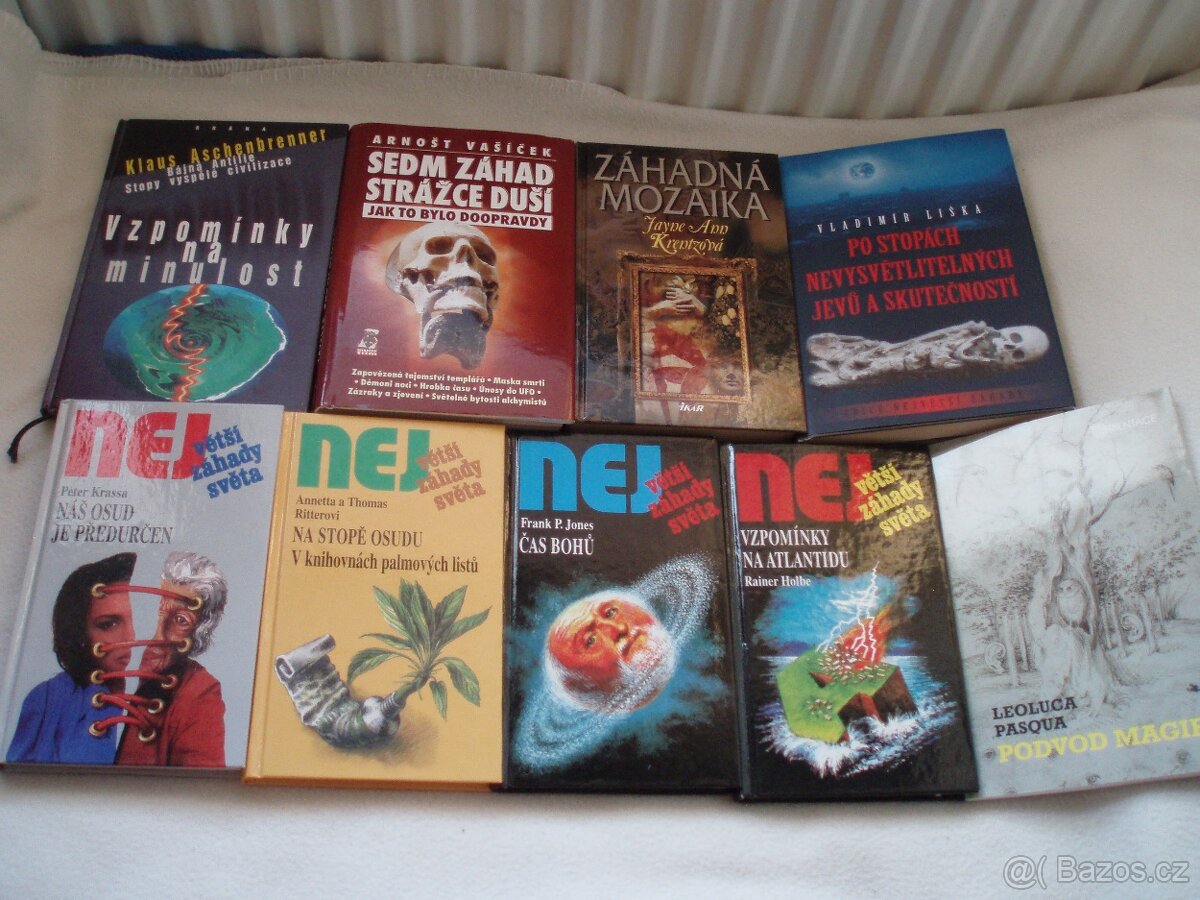 BRÁNA
Klaus Aschenbrenner
Bájná Antilie
Stopy vyspělé civilizace
Vzpomínky
na
minulost
ARNOŠT VAŠÍČEK
SEDM ZÁHAD
STRÁŽCE DUŠÍ
JAK TO BYLO DOOPRAVDY
Zapovězená tajemství templářů • Maska smrti
• Démoni noci • Hrobka času • Únosy do UFO •
Zázraky a zjevení • Světelné bytosti alchymistů
ZÁHADNÁ
MOZAIKA
Jayne Ann
Krentzová
IKAR
VLADIMÍR LIŠKA
PO STOPÁCH
NEVYSVĚTLITELNÝCH
JEVŮ A SKUTEČNOSTÍ
NEJ
větší
záhady
světa
Peter Krassa
NÁŠ OSUD
JE PŘEDURČEN
NEJ
větší
záhady
světa
Annetta a Thomas
Ritterovi
NA STOPĚ OSUDU
V knihovnách palmových listů
NEJ
větší
záhady
světa
Frank P. Jones
ČAS BOHŮ
NEJ
větší
záhady
světa
VZPOMÍNKY
NA ATLANTIDU
Rainer Holbe
LEOLUCA
PASQUA
PODVOD MAGIE
@( Bazos.cz